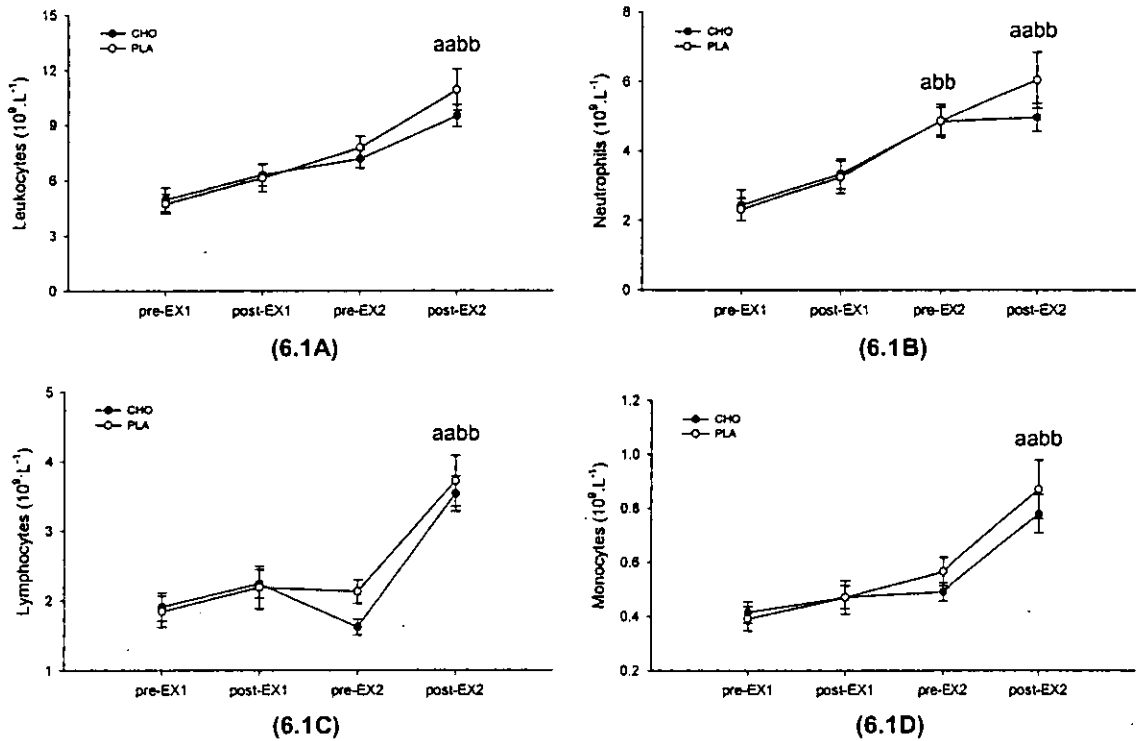 15
12
9
6
3
0
Leukocytes (10⁹.L⁻¹)
CHO
PLA
aabb
pre-EX1 post-EX1 pre-EX2 post-EX2
(6.1A)
8
6
4
2
0
Neutrophils (10⁹.L⁻¹)
CHO
PLA
abb
aabb
pre-EX1 post-EX1 pre-EX2 post-EX2
(6.1B)
5
4
3
2
1
Lymphocytes (10⁹·L⁻¹)
CHO
PLA
aabb
pre-EX1 post-EX1 pre-EX2 post-EX2
(6.1C)
1.2
1.0
0.8
0.6
0.4
0.2
Monocytes (10⁹.L⁻¹)
CHO
PLA
aabb
pre-EX1 post-EX1 pre-EX2 post-EX2
(6.1D)